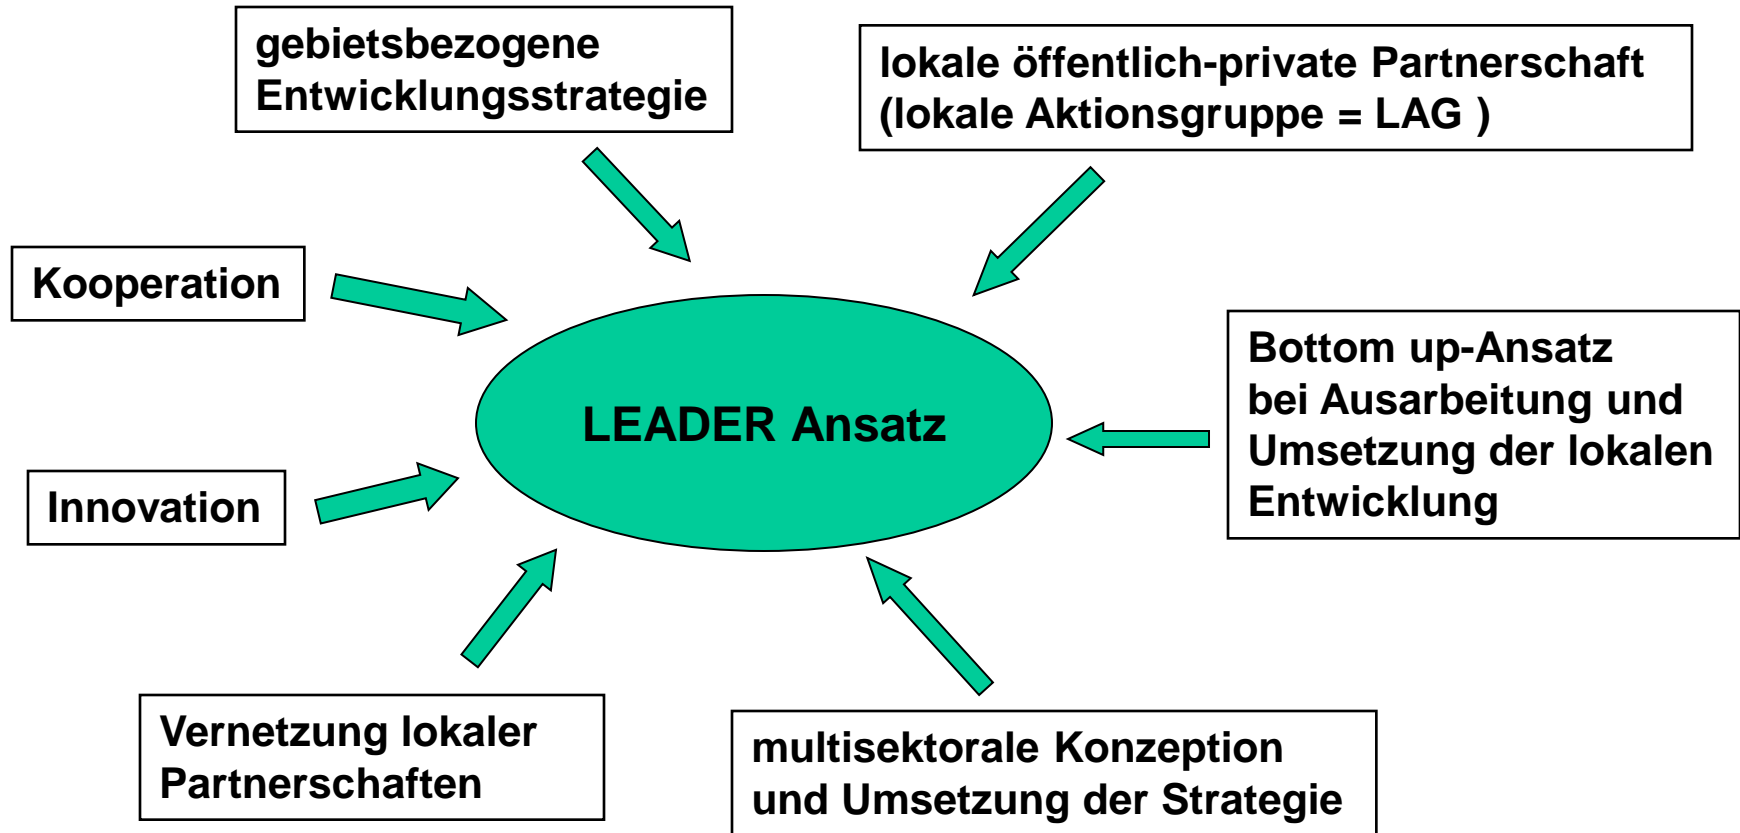 gebietsbezogene
Entwicklungsstrategie
lokale öffentlich-private Partnerschaft
(lokale Aktionsgruppe = LAG )
Kooperation
Bottom up-Ansatz
bei Ausarbeitung und
Umsetzung der lokalen
Entwicklung
LEADER Ansatz
Innovation
Vernetzung lokaler
Partnerschaften
multisektorale Konzeption
und Umsetzung der Strategie